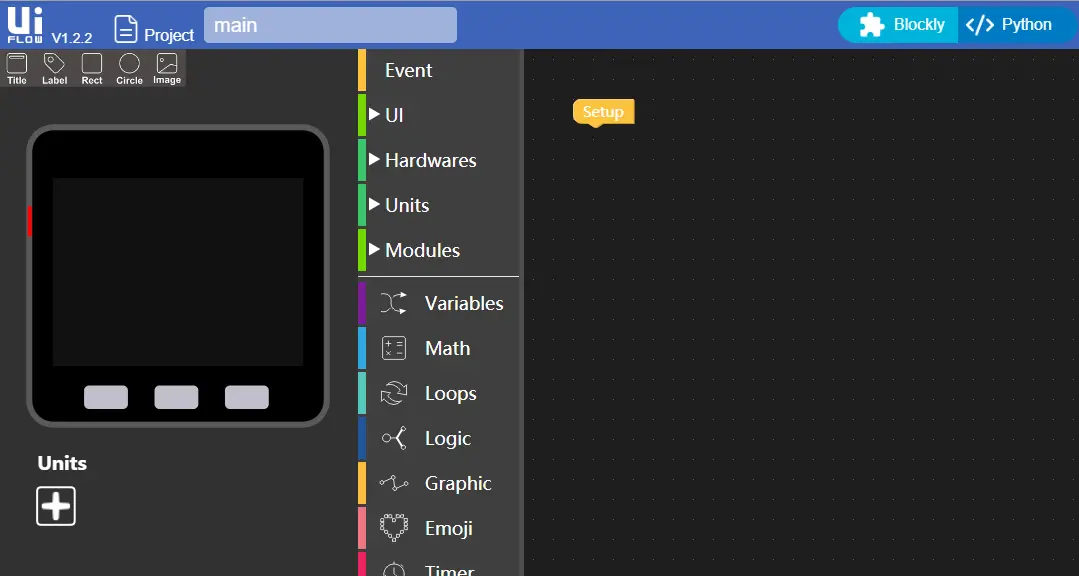 Ui
FLOW V1.2.2
Project
main
Blockly
</> Python
Title Label Rect Circle Image
Units
Event
UI
Hardwares
Units
Modules
Variables
Math
Loops
Logic
Graphic
Emoji
Timer
Setup